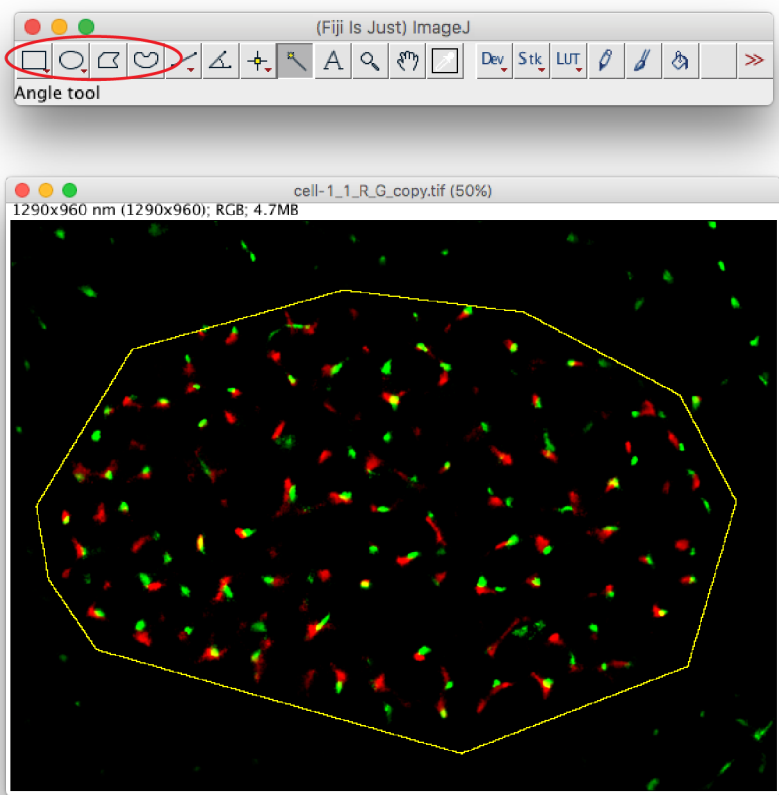 (Fiji Is Just) ImageJ
A Dev Stk LUT >>
Angle tool
cell-1_1_R_G_copy.tif (50%)
1290x960 nm (1290x960); RGB; 4.7MB